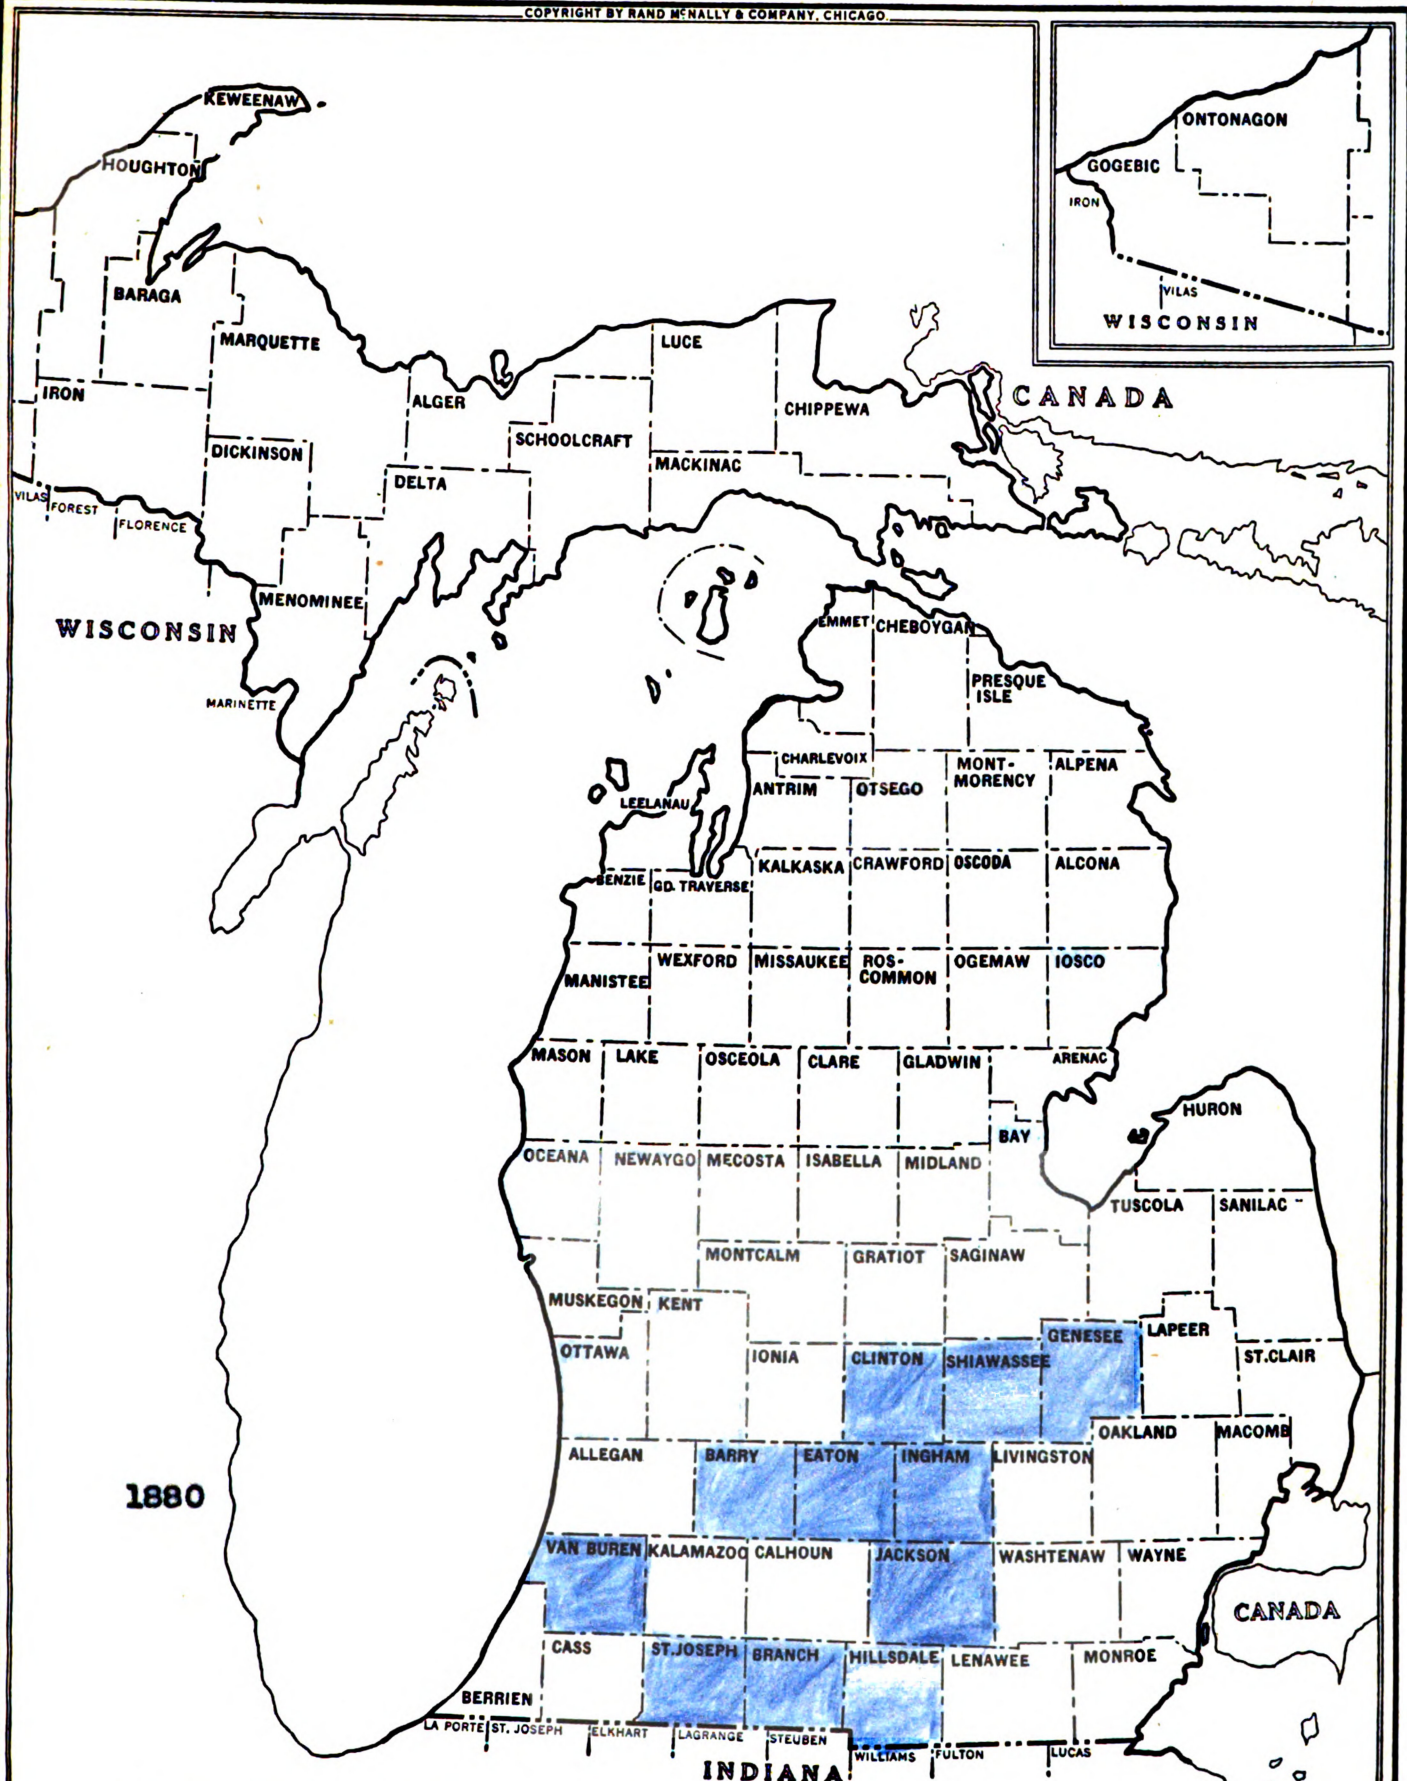 COPYRIGHT BY RAND McNALLY & COMPANY, CHICAGO.
KEWEENAW
HOUGHTON
ONTONAGON
GOGEBIC
IRON
VILAS
WISCONSIN
BARAGA
MARQUETTE
LUCE
IRON
ALGER
CHIPPEWA
CANADA
SCHOOLCRAFT
DICKINSON
MACKINAC
DELTA
VILAS
FOREST
FLORENCE
MENOMINEE
WISCONSIN
MARINETTE
EMMET
CHEBOYGAN
PRESQUE
ISLE
CHARLEVOIX
MONT-
MORENCY
ALPENA
ANTRIM
OTSEGO
LEELANAU
KALKASKA
CRAWFORD
OSCODA
ALCONA
BENZIE
GD. TRAVERSE
WEXFORD
MISSAUKEE
ROS-
COMMON
OGEMAW
IOSCO
MANISTEE
MASON
LAKE
OSCEOLA
CLARE
GLADWIN
ARENAC
HURON
BAY
OCEANA
NEWAYGO
MECOSTA
ISABELLA
MIDLAND
TUSCOLA
SANILAC
MONTCALM
GRATIOT
SAGINAW
MUSKEGON
KENT
OTTAWA
IONIA
CLINTON
SHIAWASSEE
GENESEE
LAPEER
ST.CLAIR
ALLEGAN
BARRY
EATON
INGHAM
LIVINGSTON
OAKLAND
MACOMB
1880
VAN BUREN
KALAMAZOO
CALHOUN
JACKSON
WASHTENAW
WAYNE
CANADA
CASS
ST.JOSEPH
BRANCH
HILLSDALE
LENAWEE
MONROE
BERRIEN
LA PORTE
ST. JOSEPH
ELKHART
LAGRANGE
STEUBEN
WILLIAMS
FULTON
LUCAS
INDIANA